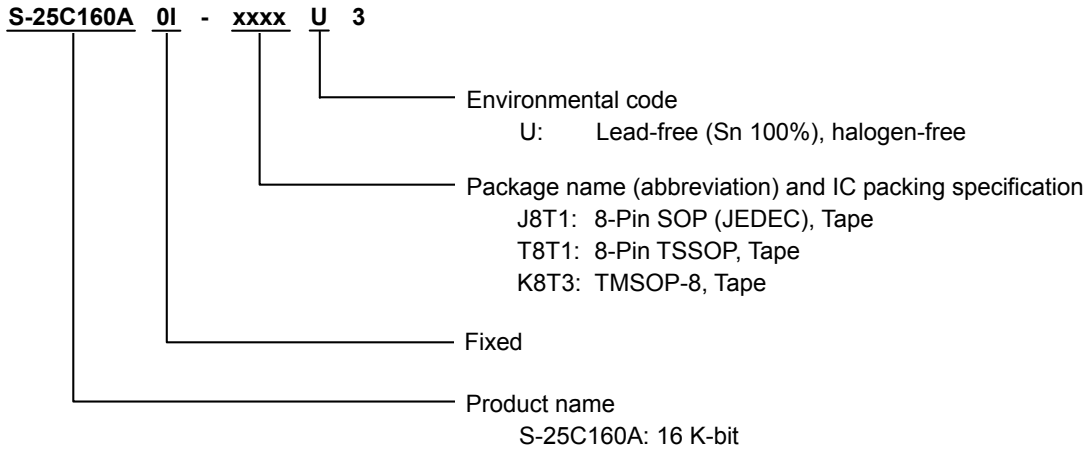 S-25C160A 0I - xxxx U 3
Environmental code
U: Lead-free (Sn 100%), halogen-free
Package name (abbreviation) and IC packing specification
J8T1: 8-Pin SOP (JEDEC), Tape
T8T1: 8-Pin TSSOP, Tape
K8T3: TMSOP-8, Tape
Fixed
Product name
S-25C160A: 16 K-bit